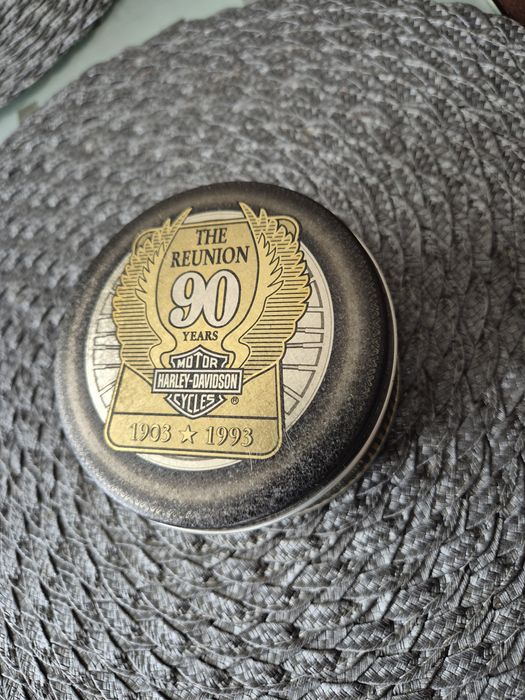 THE
REUNION
90
YEARS
MOTOR
HARLEY-DAVIDSON
CYCLES ®
1903 ☆ 1993